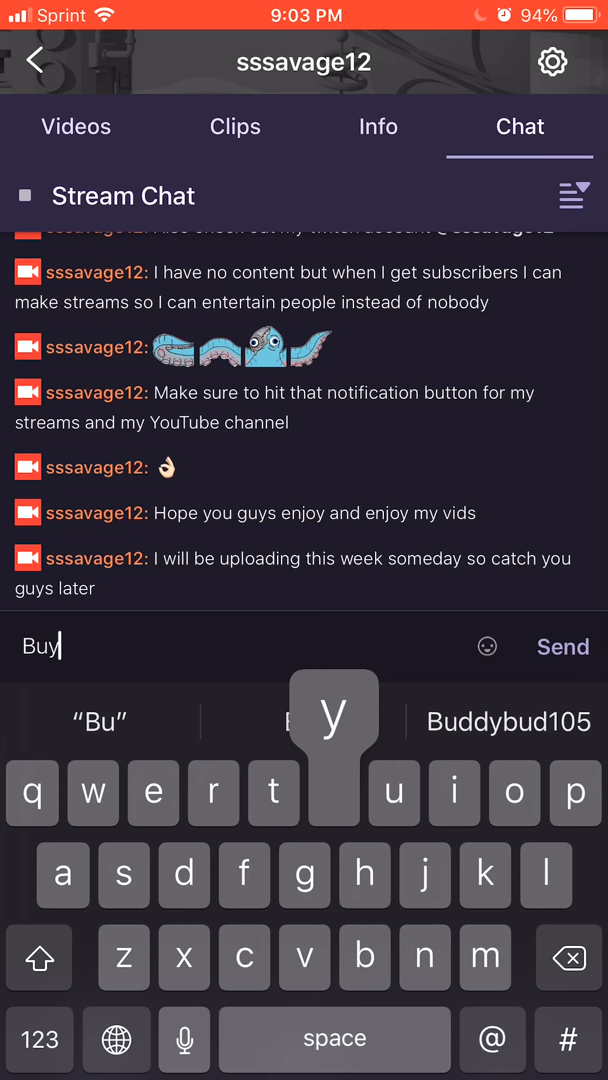 Sprint 9:03 PM 94%
sssavage12
Videos Clips Info Chat
Stream Chat
sssavage12:
sssavage12: I have no content but when I get subscribers I can
make streams so I can entertain people instead of nobody
sssavage12:
sssavage12: Make sure to hit that notification button for my
streams and my YouTube channel
sssavage12:
sssavage12: Hope you guys enjoy and enjoy my vids
sssavage12: I will be uploading this week someday so catch you
guys later
Buy Send
“Bu” Buddybud105
y
q w e r t u i o p
a s d f g h j k l
z x c v b n m
123 space @ #